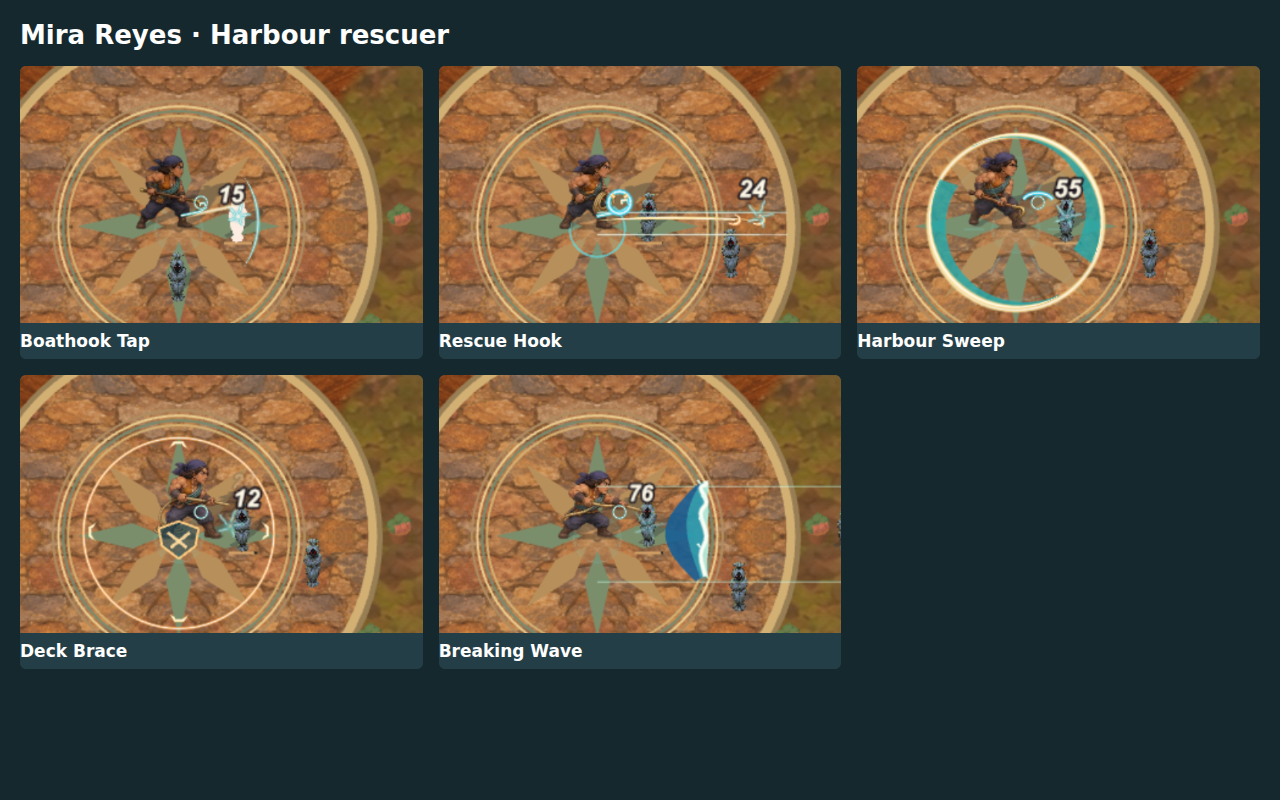 Mira Reyes · Harbour rescuer
15
24
55
Boathook Tap
Rescue Hook
Harbour Sweep
12
76
Deck Brace
Breaking Wave